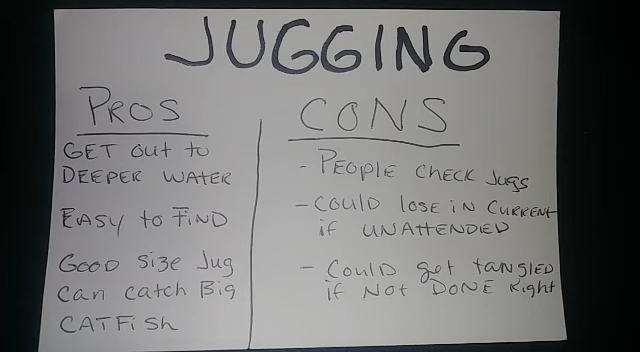 JUGGING
PROS
GET OUT to
DEEPER WATER
EASY to FIND
GOOD SIZE Jug
CAN CATCH BIg
CATFISH
CONS
- PEOPLE CHECK JUgS
- COULD LOSE IN CURRENT
if UNATTENDED
- COULD get TANGLED
if NOT DONE Right